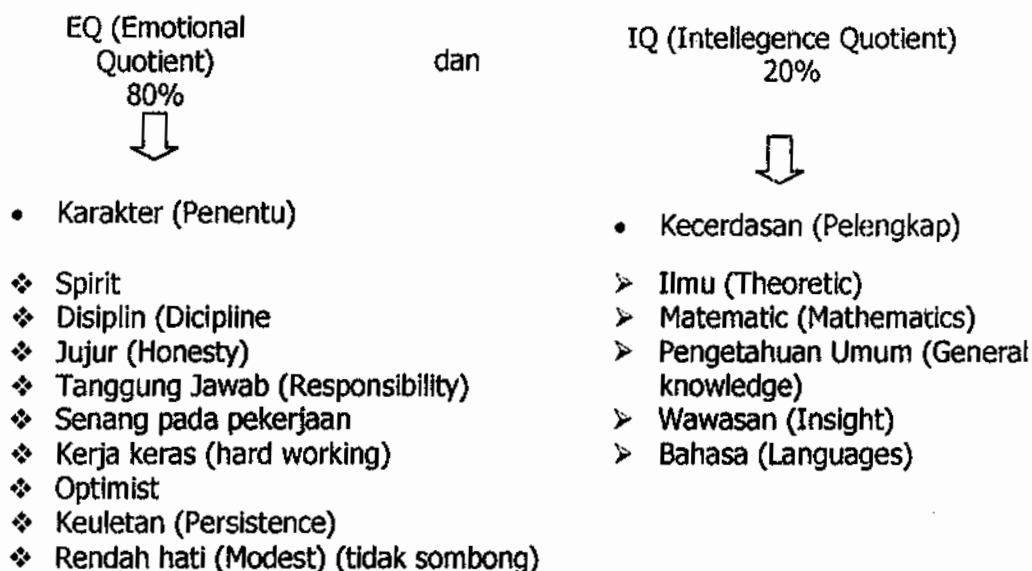 EQ (Emotional
Quotient)
80%
dan
IQ (Intellegence Quotient)
20%
• Karakter (Penentu)
❖ Spirit
❖ Disiplin (Dicipline
❖ Jujur (Honesty)
❖ Tanggung Jawab (Responsibility)
❖ Senang pada pekerjaan
❖ Kerja keras (hard working)
❖ Optimist
❖ Keuletan (Persistence)
❖ Rendah hati (Modest) (tidak sombong)
• Kecerdasan (Pelengkap)
➢ Ilmu (Theoretic)
➢ Matematic (Mathematics)
➢ Pengetahuan Umum (General
knowledge)
➢ Wawasan (Insight)
➢ Bahasa (Languages)